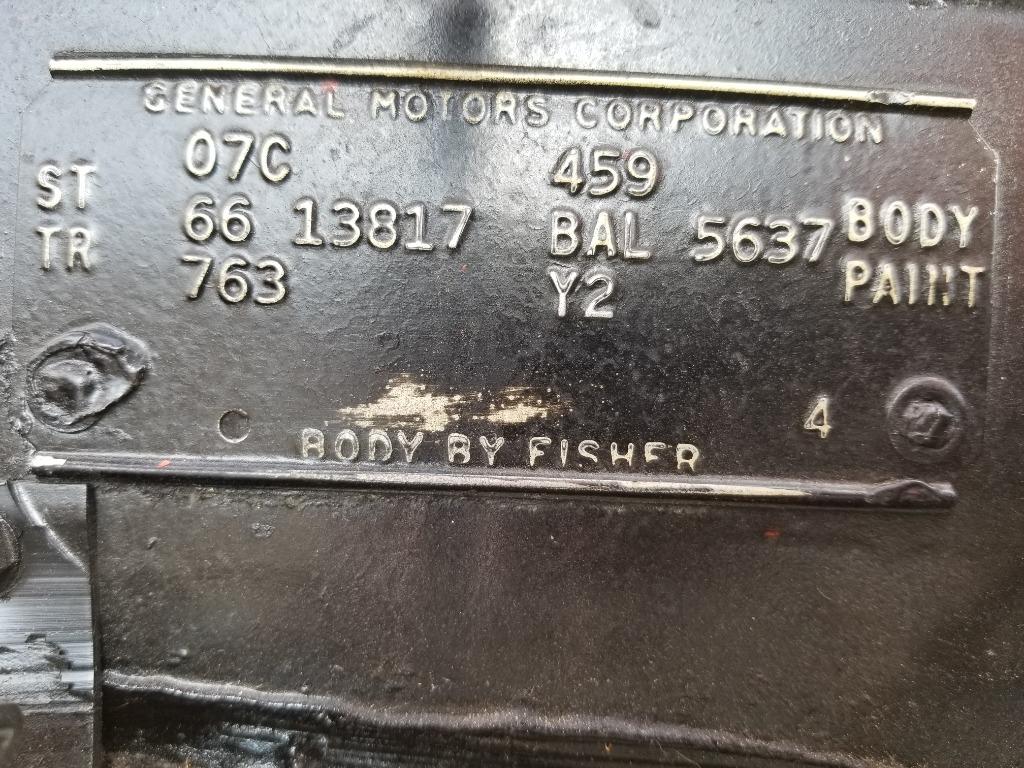 GENERAL MOTORS CORPORATION
07C 459
ST 66 13817 BAL 5637 BODY
TR 763 Y2 PAINT
4
BODY BY FISHER